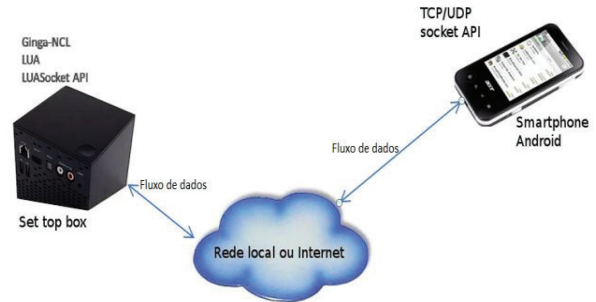 Ginga-NCL
LUA
LUASocket API
Fluxo de dados
Set top box
Rede local ou Internet
Fluxo de dados
TCP/UDP
socket API
acer
Smartphone
Android